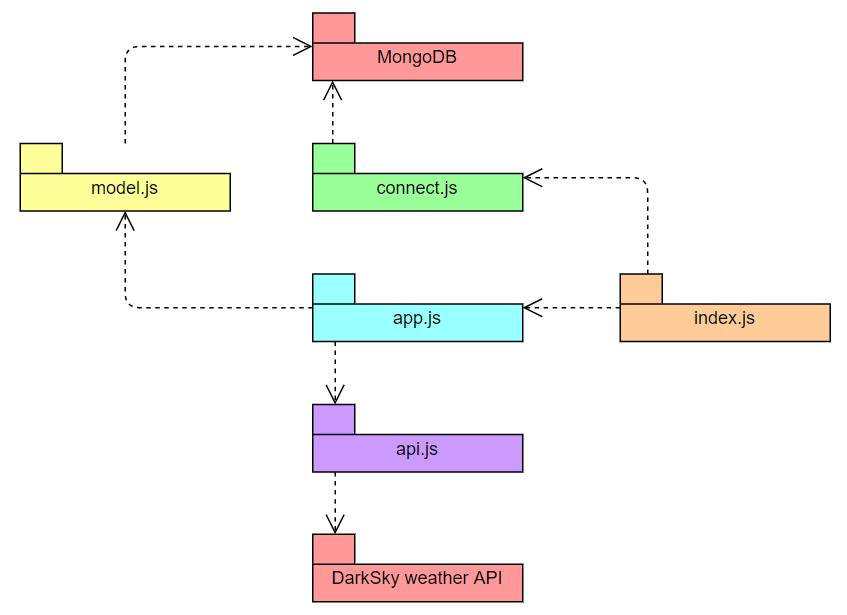 MongoDB
model.js
connect.js
app.js
index.js
api.js
DarkSky weather API